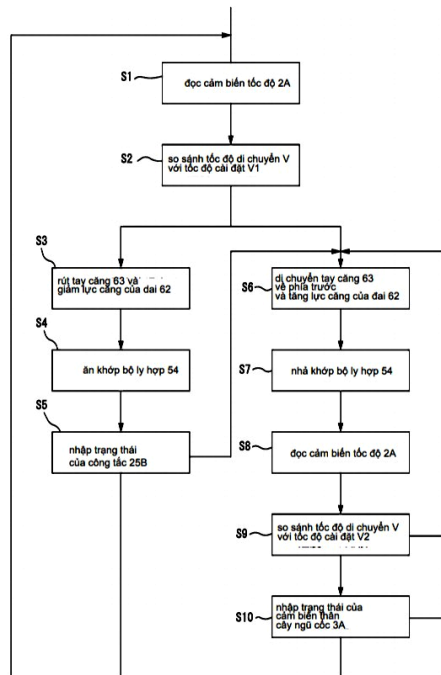 S1
đọc cảm biến tốc độ 2A
S2
so sánh tốc độ di chuyển V
với tốc độ cài đặt V1
S3
rút tay căng 63 và
giảm lực căng của dai 62
S4
ăn khớp bộ ly hợp 54
S5
nhập trạng thái
của công tắc 25B
S6
di chuyển tay căng 63
về phía trước
và tăng lực căng của đai 62
S7
nhả khớp bộ ly hợp 54
S8
đọc cảm biến tốc độ 2A
S9
so sánh tốc độ di chuyển V
với tốc độ cài đặt V2
S10
nhập trạng thái của
cảm biến thân
cây ngũ cốc 3A